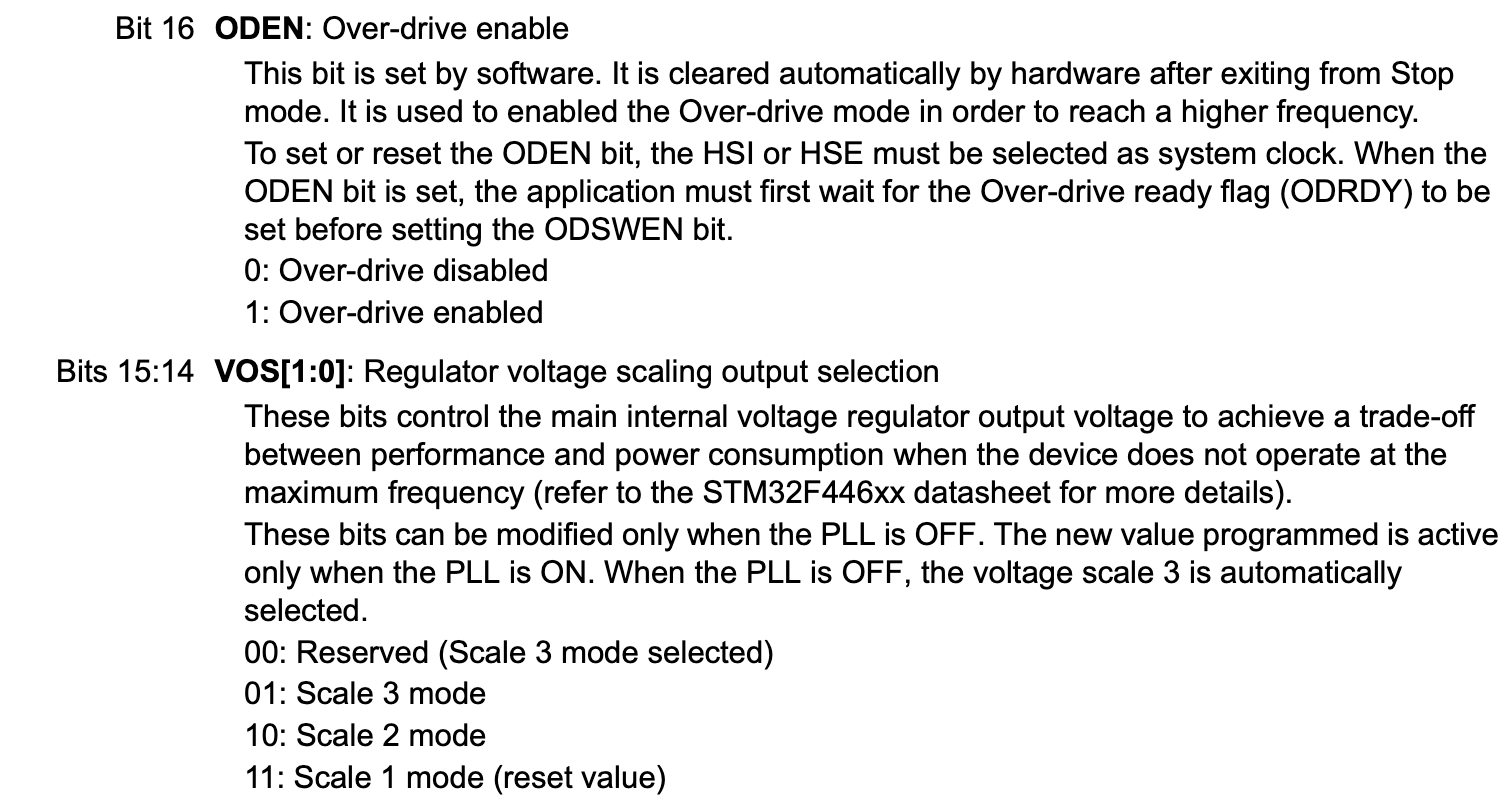 Bit 16 ODEN: Over-drive enable
This bit is set by software. It is cleared automatically by hardware after exiting from Stop
mode. It is used to enabled the Over-drive mode in order to reach a higher frequency.
To set or reset the ODEN bit, the HSI or HSE must be selected as system clock. When the
ODEN bit is set, the application must first wait for the Over-drive ready flag (ODRDY) to be
set before setting the ODSWEN bit.
0: Over-drive disabled
1: Over-drive enabled
Bits 15:14 VOS[1:0]: Regulator voltage scaling output selection
These bits control the main internal voltage regulator output voltage to achieve a trade-off
between performance and power consumption when the device does not operate at the
maximum frequency (refer to the STM32F446xx datasheet for more details).
These bits can be modified only when the PLL is OFF. The new value programmed is active
only when the PLL is ON. When the PLL is OFF, the voltage scale 3 is automatically
selected.
00: Reserved (Scale 3 mode selected)
01: Scale 3 mode
10: Scale 2 mode
11: Scale 1 mode (reset value)